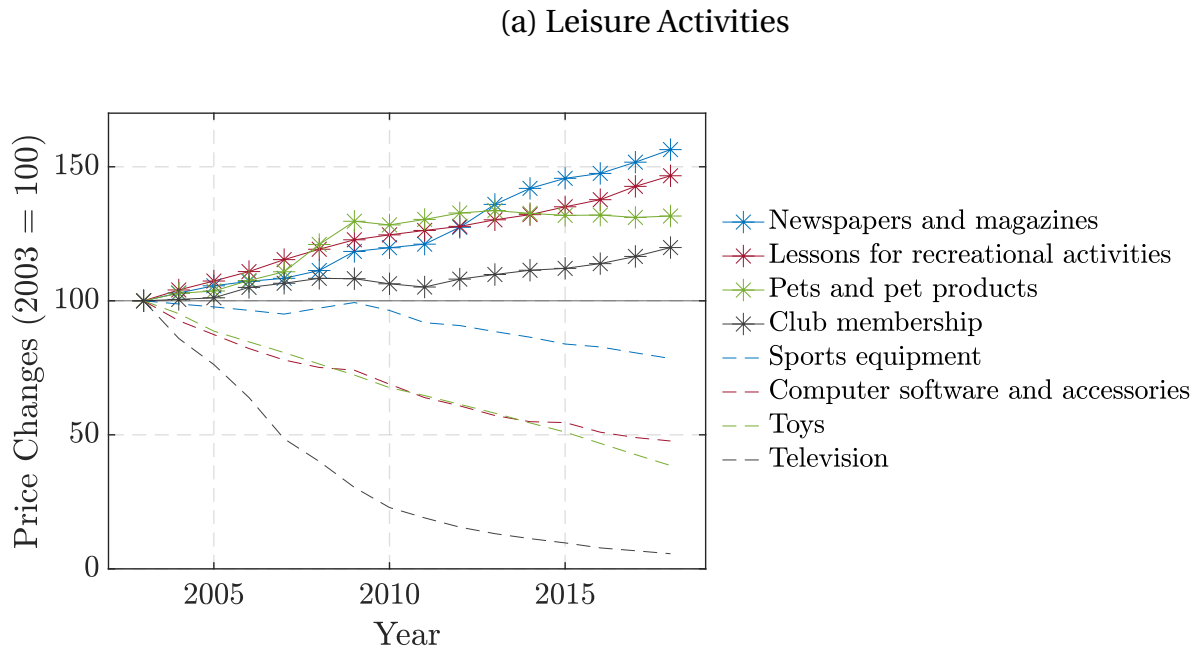 (a) Leisure Activities
Price Changes (2003 = 100)
150
100
50
0
2005 2010 2015
Year
Newspapers and magazines
Lessons for recreational activities
Pets and pet products
Club membership
Sports equipment
Computer software and accessories
Toys
Television